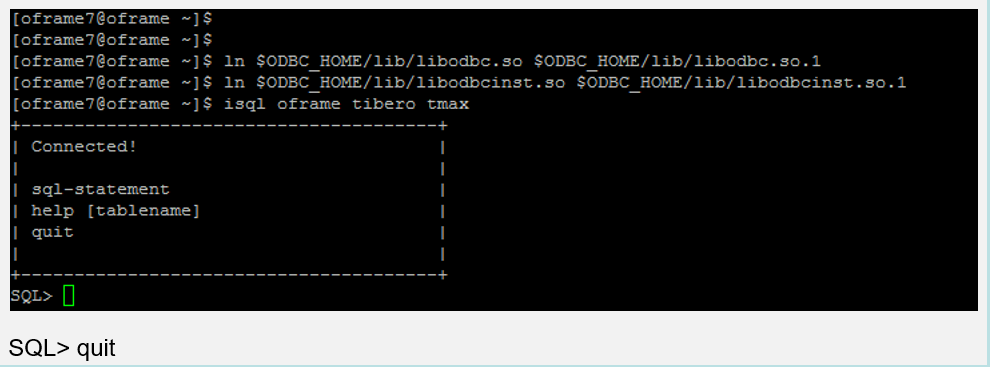 [oframe7@oframe ~]$
[oframe7@oframe ~]$
[oframe7@oframe ~]$ ln $ODBC_HOME/lib/libodbc.so $ODBC_HOME/lib/libodbc.so.1
[oframe7@oframe ~]$ ln $ODBC_HOME/lib/libodbcinst.so $ODBC_HOME/lib/libodbcinst.so.1
[oframe7@oframe ~]$ isql oframe tibero tmax
+---------------------------------------+
| Connected!                            |
|                                       |
| sql-statement                         |
| help [tablename]                      |
| quit                                  |
|                                       |
+---------------------------------------+
SQL>
SQL> quit